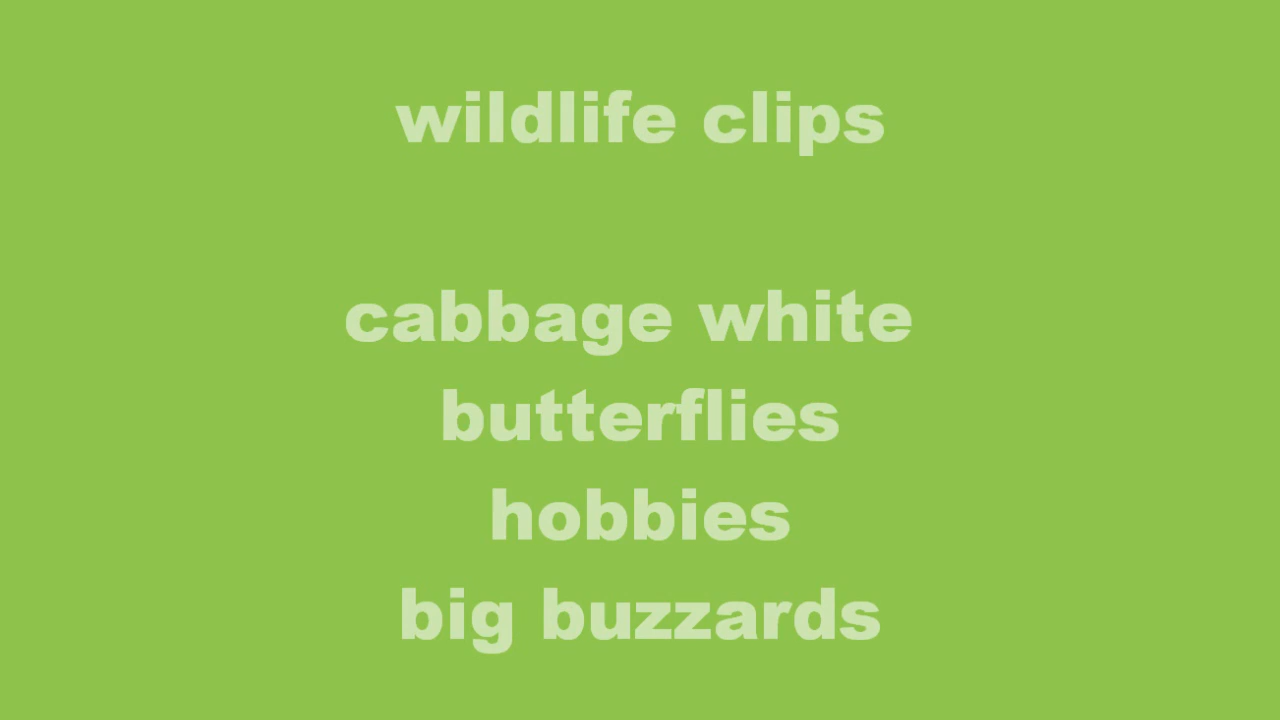 wildlife clips
cabbage white
butterflies
hobbies
big buzzards